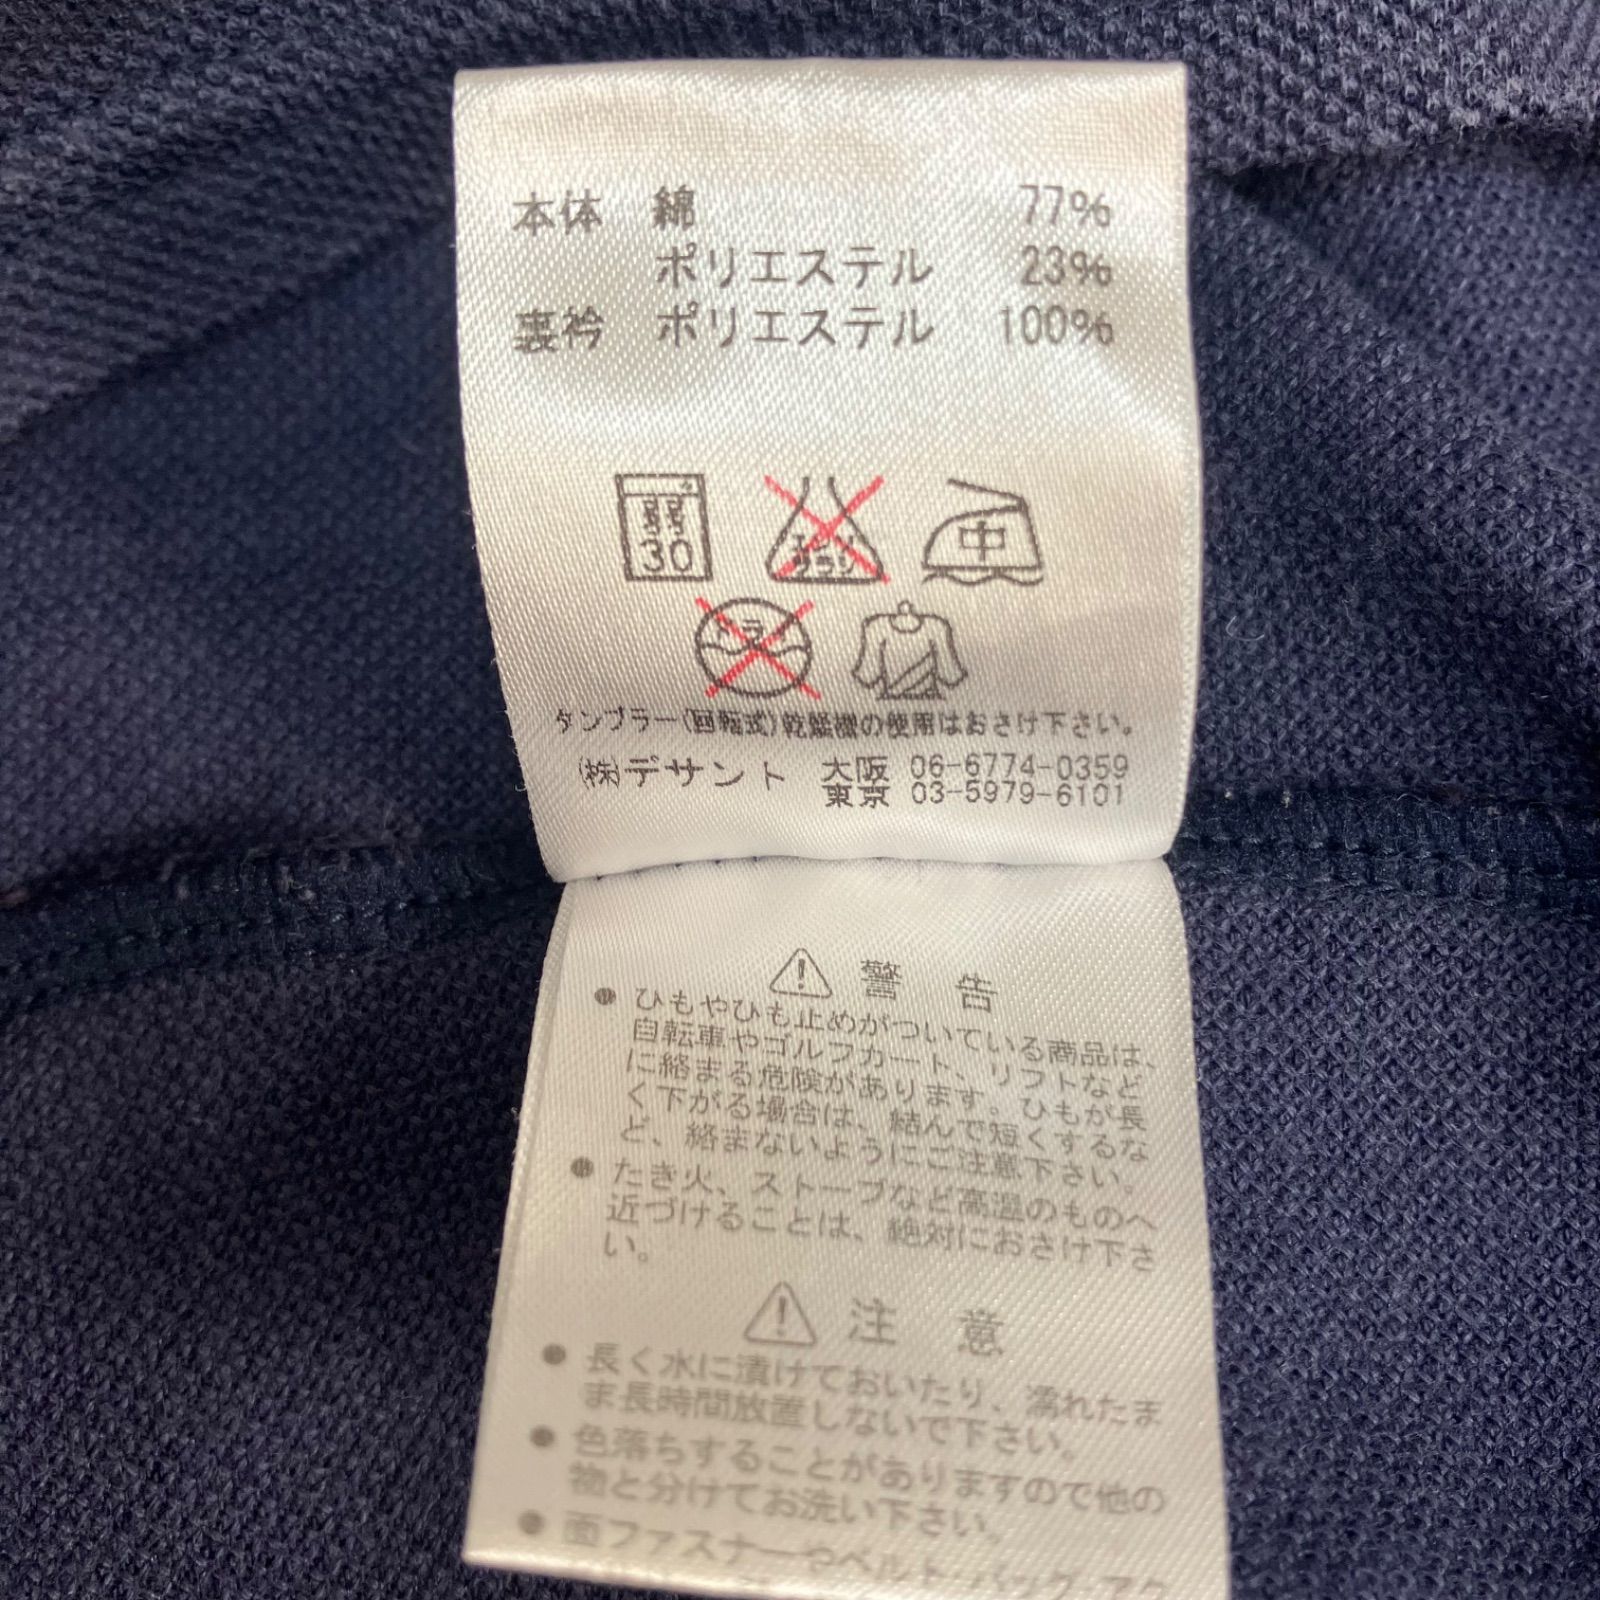 本体 綿 77%
ポリエステル 23%
裏衿 ポリエステル 100%
弱
30
エンソ
サラシ
中
ドライ
タンブラー(回転式)乾燥機の使用はおさけ下さい。
(株)デサント 大阪 06-6774-0359
東京 03-5979-6101
警 告
● ひもやひも止めがついている商品は、
自転車やゴルフカート、リフトなど
に絡まる危険があります。ひもが長
く下がる場合は、結んで短くするな
ど、絡まないようにご注意下さい。
● たき火、ストーブなど高温のものへ
近づけることは、絶対におさけ下さ
い。
注 意
● 長く水に漬けておいたり、濡れたま
ま長時間放置しないで下さい。
● 色落ちすることがありますので他の
物と分けてお洗い下さい。
● 面ファスナーやベルト・バッグ・アク